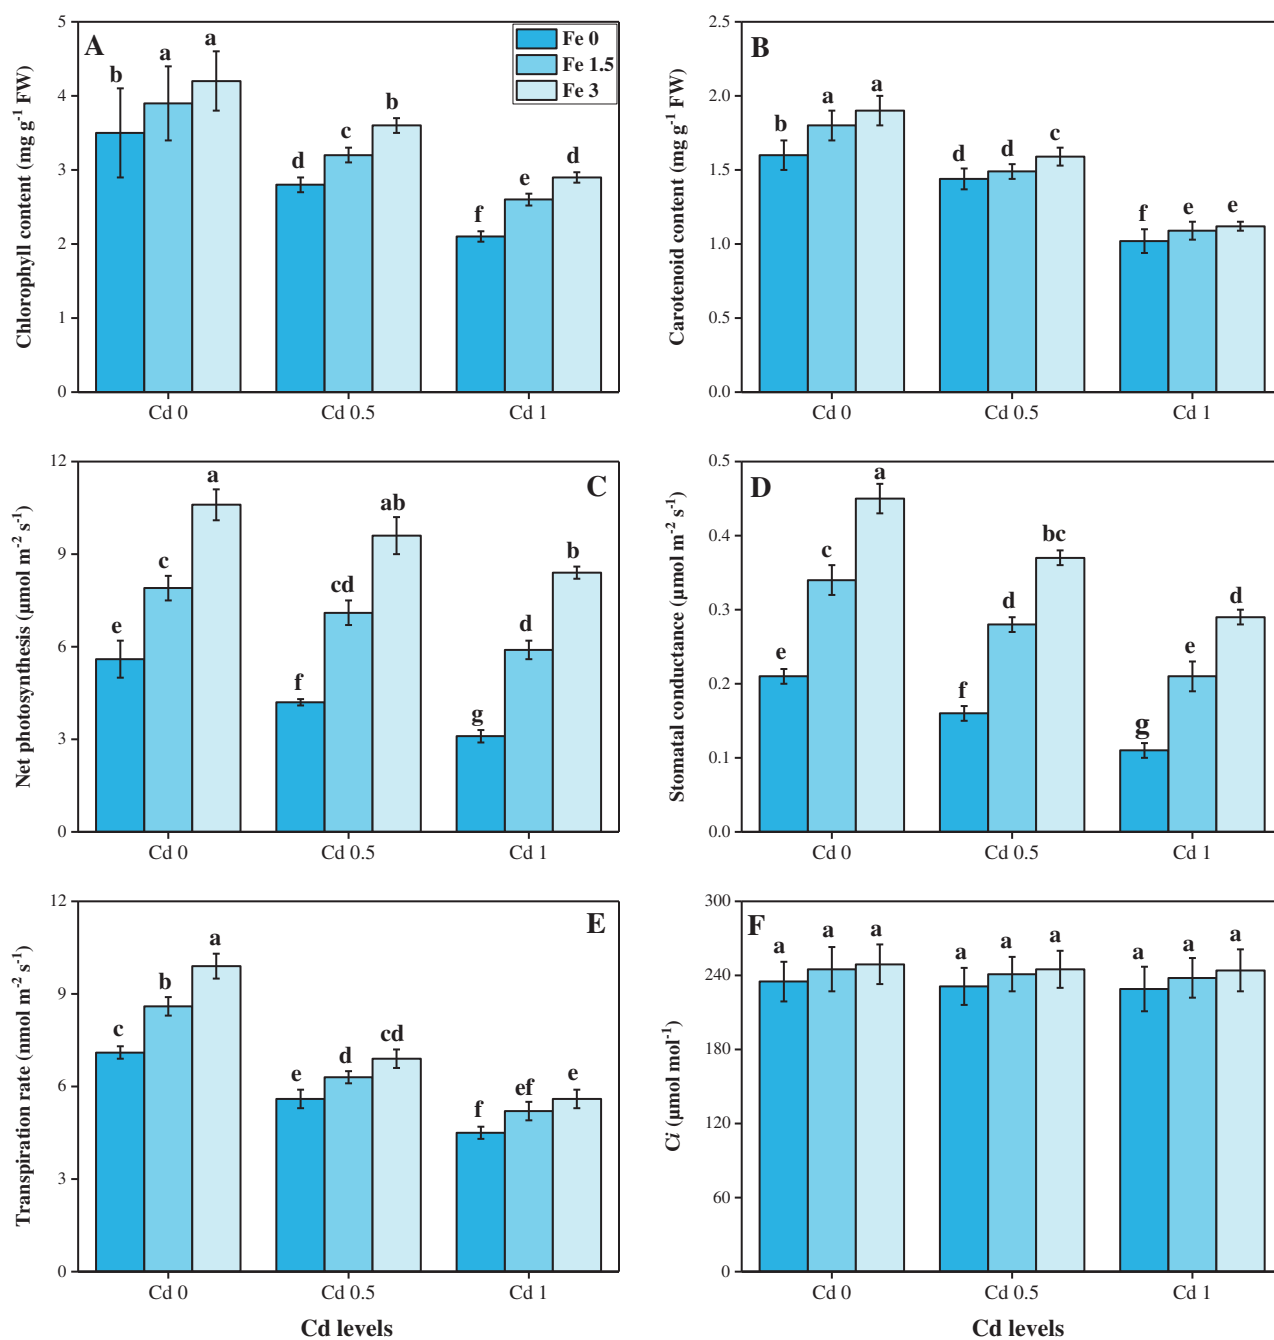 A
Fe 0
Fe 1.5
Fe 3
Chlorophyll content (mg g⁻¹ FW)
5
4
3
2
1
0
b
a
a
d
c
b
f
e
d
Cd 0
Cd 0.5
Cd 1
B
Carotenoid content (mg g⁻¹ FW)
2.5
2.0
1.5
1.0
0.5
0.0
b
a
a
d
d
c
f
e
e
Cd 0
Cd 0.5
Cd 1
C
Net photosynthesis (µmol m⁻² s⁻¹)
12
9
6
3
0
e
c
a
f
cd
ab
g
d
b
Cd 0
Cd 0.5
Cd 1
D
Stomatal conductance (µmol m⁻² s⁻¹)
0.5
0.4
0.3
0.2
0.1
0.0
e
c
a
f
d
bc
g
e
d
Cd 0
Cd 0.5
Cd 1
E
Transpiration rate (nmol m⁻² s⁻¹)
12
9
6
3
0
c
b
a
e
d
cd
f
ef
e
Cd 0
Cd 0.5
Cd 1
Cd levels
F
Ci (µmol mol⁻¹)
300
240
180
120
60
0
a
a
a
a
a
a
a
a
a
Cd 0
Cd 0.5
Cd 1
Cd levels